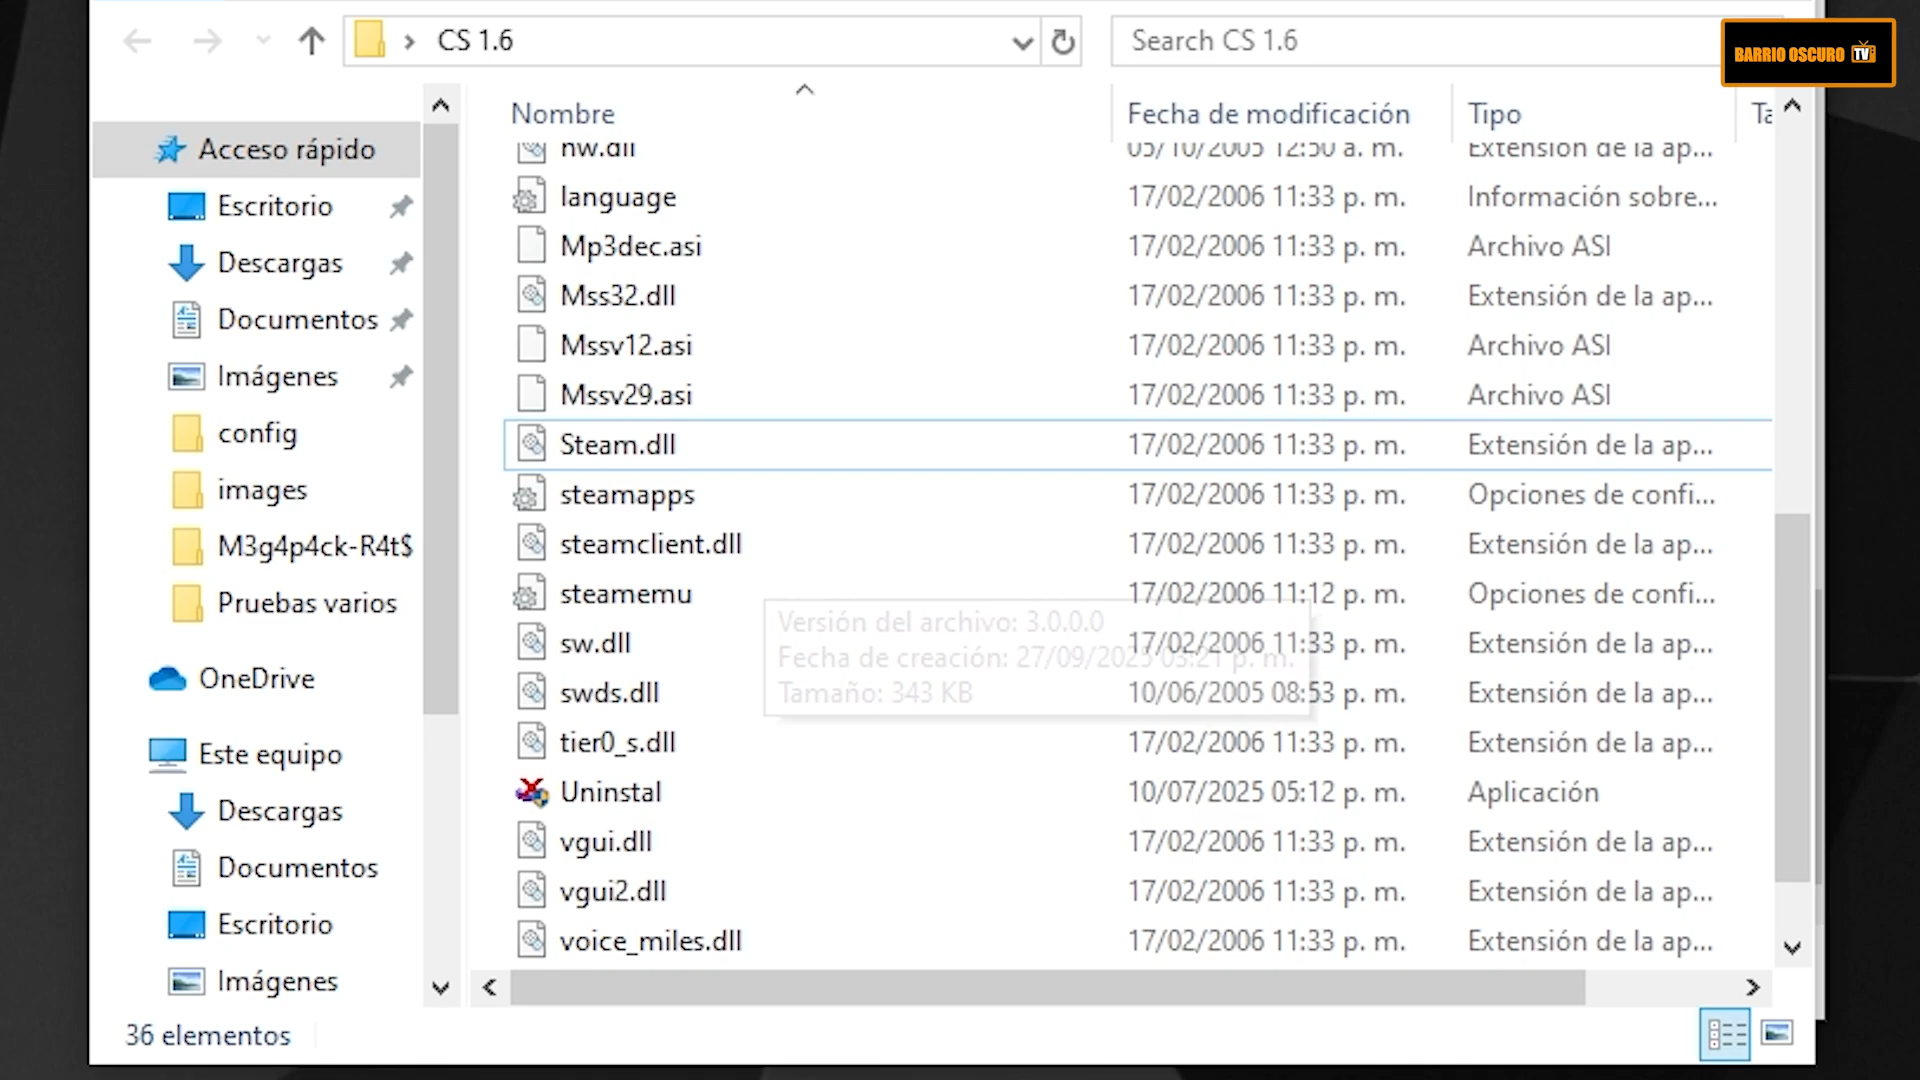 CS 1.6
Search CS 1.6
BARRIO OSCURO TV
Nombre
Fecha de modificación
Tipo
Ta
Acceso rápido
Escritorio
Descargas
Documentos
Imágenes
config
images
M3g4p4ck-R4t$
Pruebas varios
OneDrive
Este equipo
Descargas
Documentos
Escritorio
Imágenes
hw.dll 05/10/2005 12:50 a. m. Extensión de la ap...
language 17/02/2006 11:33 p. m. Información sobre...
Mp3dec.asi 17/02/2006 11:33 p. m. Archivo ASI
Mss32.dll 17/02/2006 11:33 p. m. Extensión de la ap...
Mssv12.asi 17/02/2006 11:33 p. m. Archivo ASI
Mssv29.asi 17/02/2006 11:33 p. m. Archivo ASI
Steam.dll 17/02/2006 11:33 p. m. Extensión de la ap...
steamapps 17/02/2006 11:33 p. m. Opciones de confi...
steamclient.dll 17/02/2006 11:33 p. m. Extensión de la ap...
steamemu 17/02/2006 11:12 p. m. Opciones de confi...
sw.dll 17/02/2006 11:33 p. m. Extensión de la ap...
swds.dll 10/06/2005 08:53 p. m. Extensión de la ap...
tier0_s.dll 17/02/2006 11:33 p. m. Extensión de la ap...
Uninstal 10/07/2025 05:12 p. m. Aplicación
vgui.dll 17/02/2006 11:33 p. m. Extensión de la ap...
vgui2.dll 17/02/2006 11:33 p. m. Extensión de la ap...
voice_miles.dll 17/02/2006 11:33 p. m. Extensión de la ap...
Versión del archivo: 3.0.0.0
Fecha de creación: 27/09/2025 03:21 p. m.
Tamaño: 343 KB
36 elementos